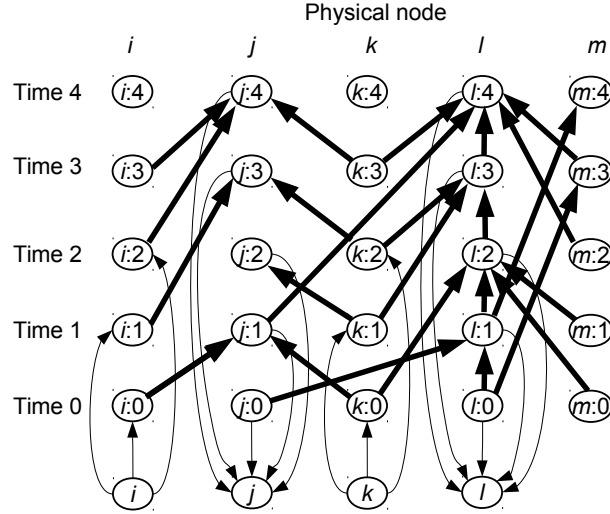 Physical node
i j k l m
Time 4 i:4 j:4 k:4 l:4 m:4
Time 3 i:3 j:3 k:3 l:3 m:3
Time 2 i:2 j:2 k:2 l:2 m:2
Time 1 i:1 j:1 k:1 l:1 m:1
Time 0 i:0 j:0 k:0 l:0 m:0
i j k l